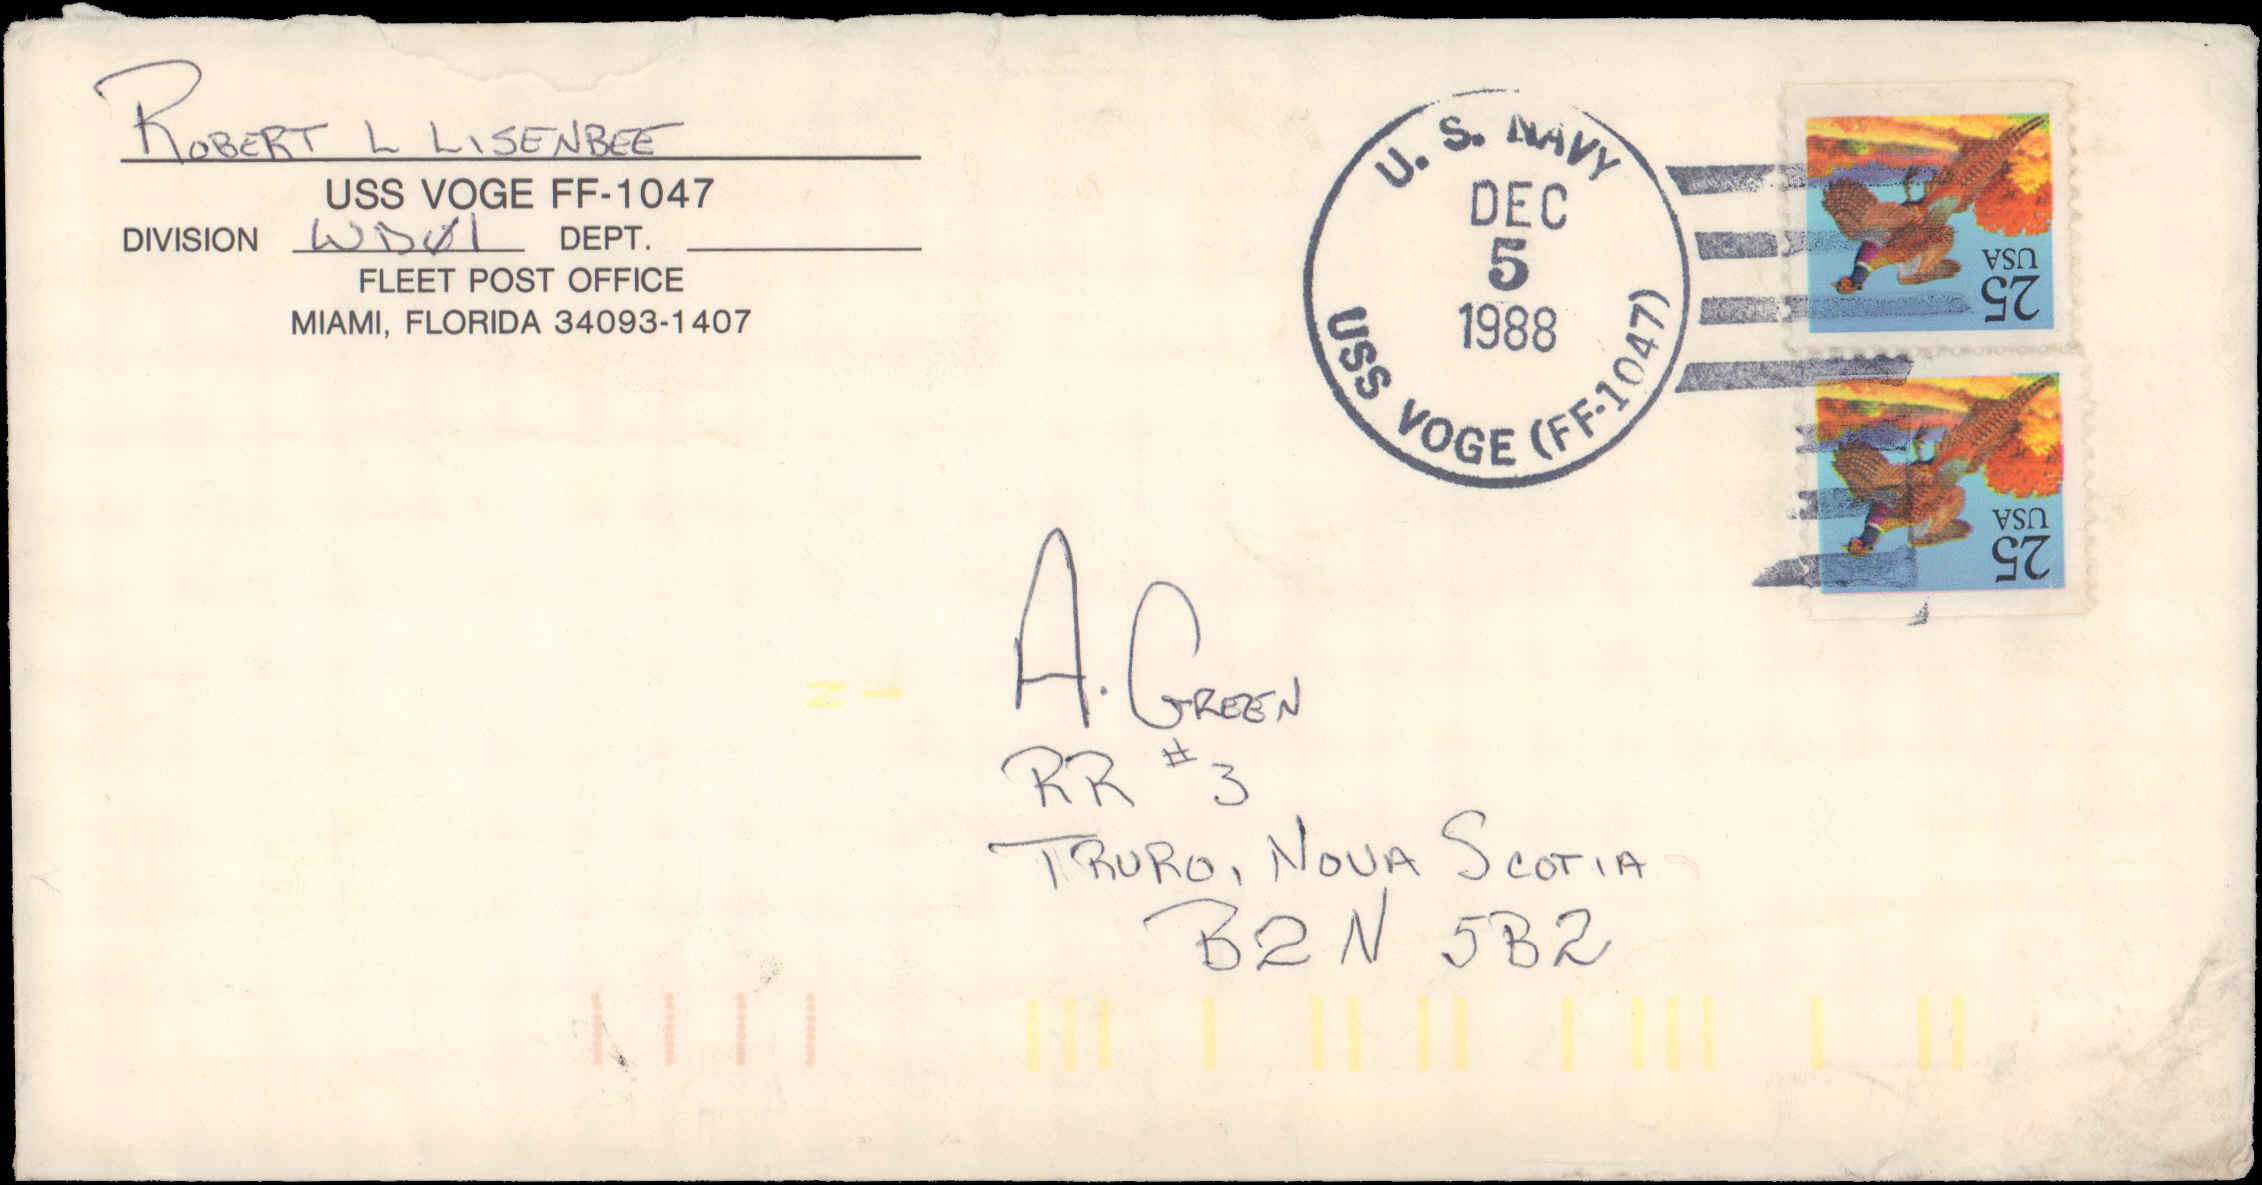 ROBERT L LISENBEE
USS VOGE FF-1047
DIVISION WDØ1 DEPT.
FLEET POST OFFICE
MIAMI, FLORIDA 34093-1407
U. S. NAVY
DEC
5
1988
USS VOGE (FF-1047)
USA
25
USA
25
A. GREEN
RR #3
TRURO, NOVA SCOTIA
B2N 5B2